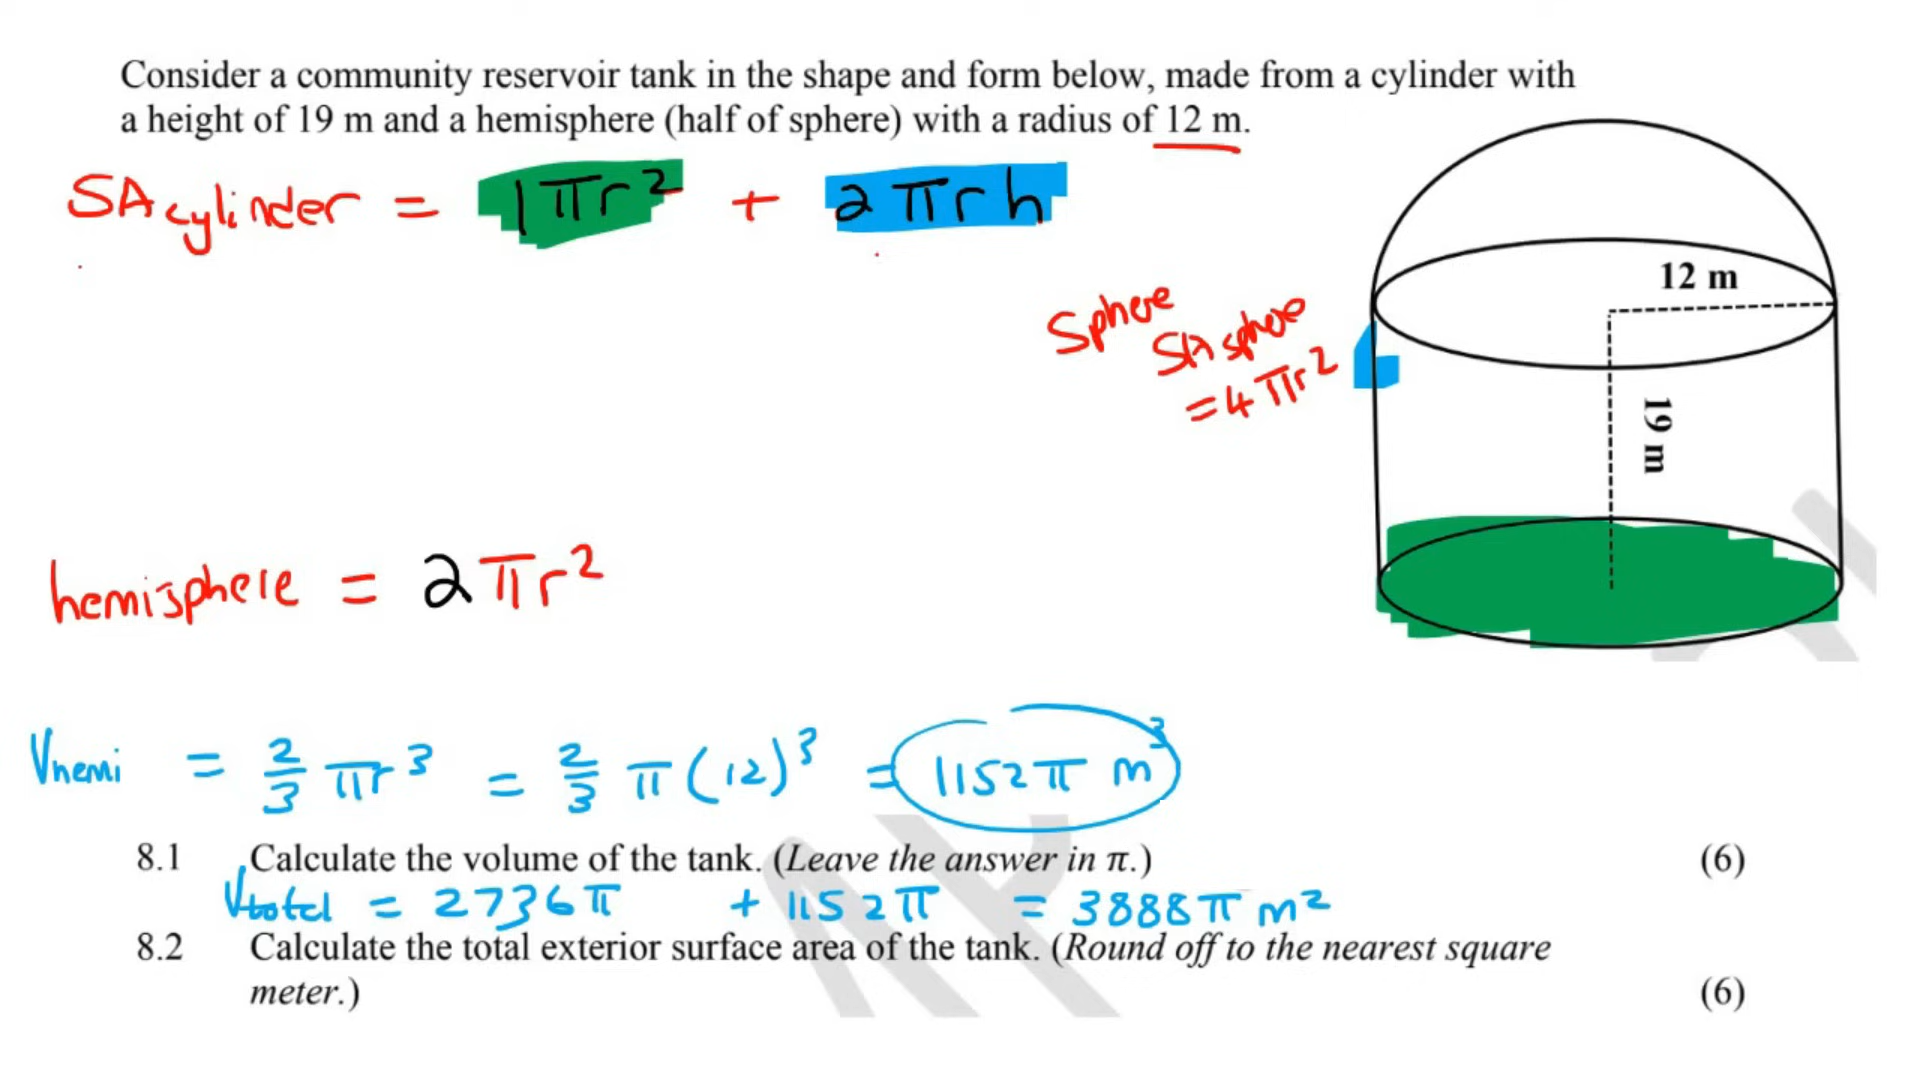 Consider a community reservoir tank in the shape and form below, made from a cylinder with
a height of 19 m and a hemisphere (half of sphere) with a radius of 12 m.
SA cylinder = 1πr² + 2πrh
12 m
Sphere
SA sphere
= 4πr²
19 m
hemisphere = 2πr²
Vhemi = 2/3 πr³ = 2/3 π(12)³ = 1152π m³
8.1 Calculate the volume of the tank. (Leave the answer in π.) (6)
Vtotal = 2736π + 1152π = 3888π m²
8.2 Calculate the total exterior surface area of the tank. (Round off to the nearest square
meter.) (6)